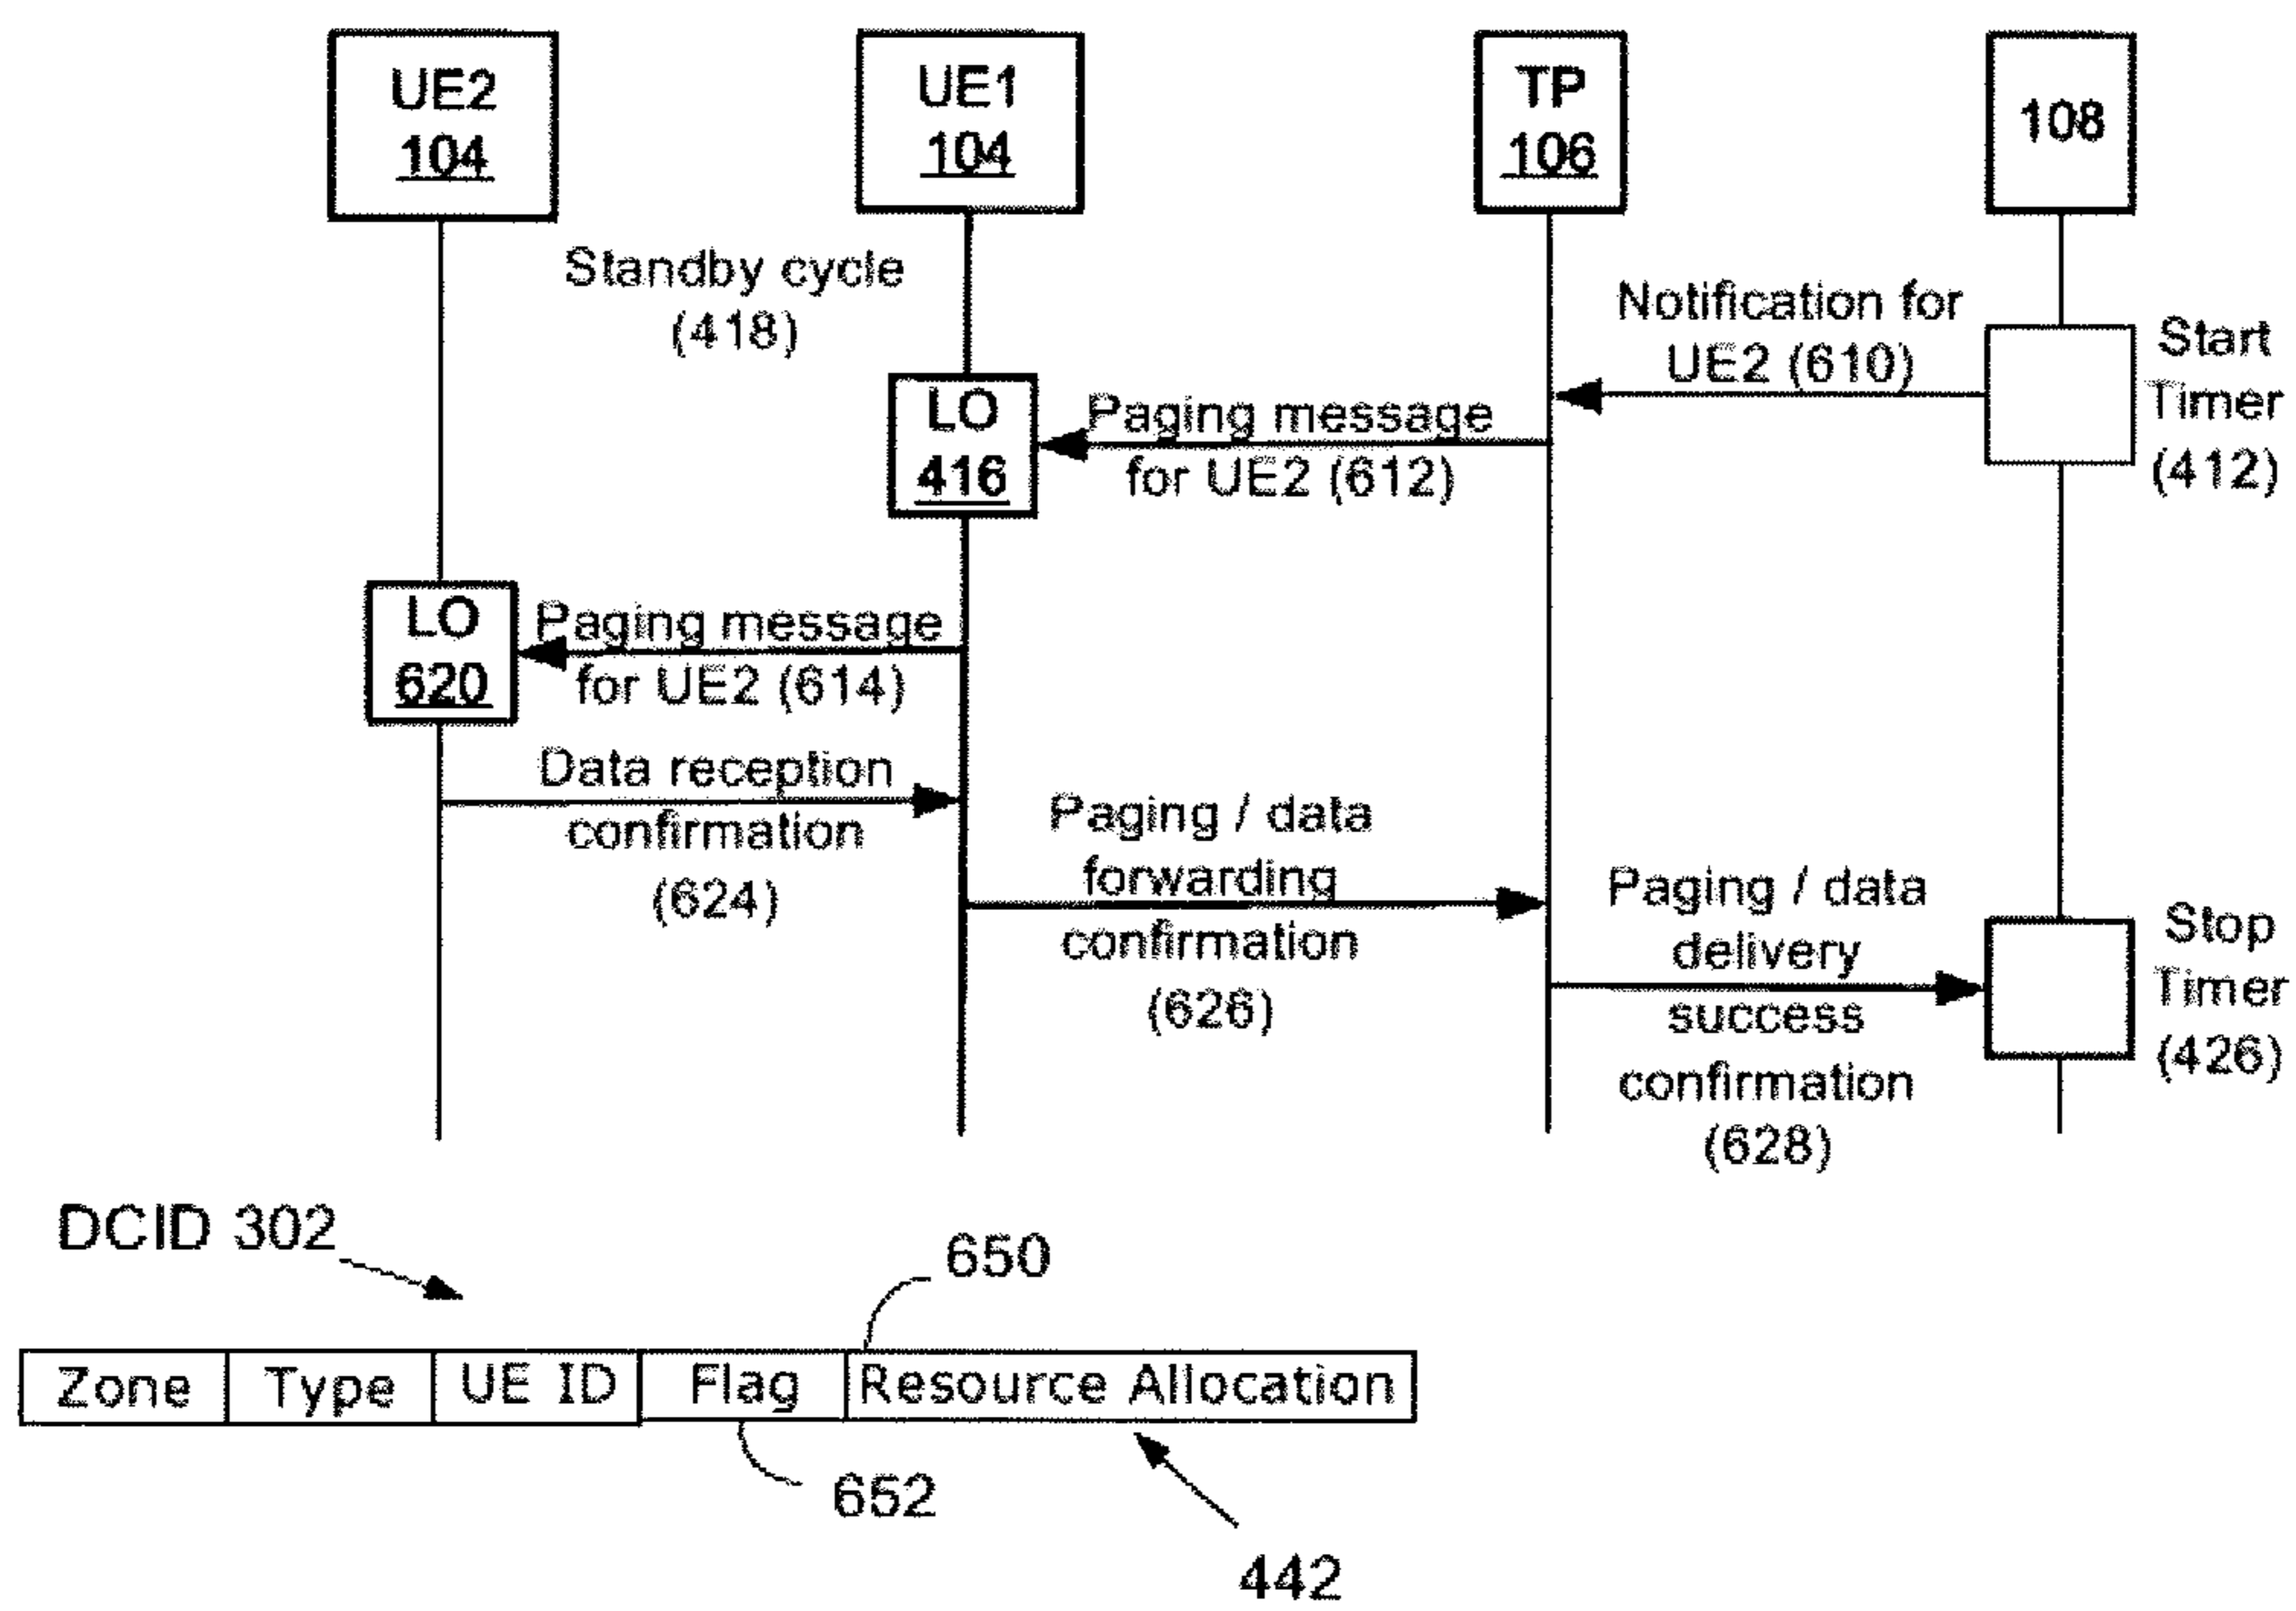 UE2
104
UE1
104
TP
106
108
Standby cycle
(418)
Notification for
UE2 (610)
Start
Timer
(412)
LO
416
Paging message
for UE2 (612)
LO
620
Paging message
for UE2 (614)
Data reception
confirmation
(624)
Paging / data
forwarding
confirmation
(626)
Paging / data
delivery
success
confirmation
(628)
Stop
Timer
(426)
DCID 302
650
Zone Type UE ID Flag Resource Allocation
652
442